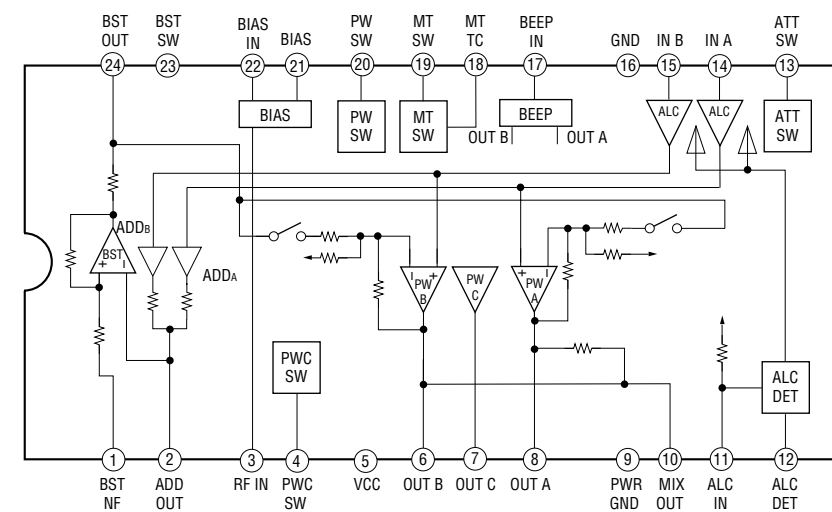 BST OUT
BST SW
BIAS IN
BIAS
PW SW
MT SW
MT TC
BEEP IN
GND
IN B
IN A
ATT SW
24
23
22
21
20
19
18
17
16
15
14
13
BIAS
PW SW
MT SW
BEEP
OUT B
OUT A
ALC
ALC
ATT SW
ADDB
BST
+ −
ADDA
− +
PW B
PW C
+ −
PW A
PWC SW
ALC DET
1
2
3
4
5
6
7
8
9
10
11
12
BST NF
ADD OUT
RF IN
PWC SW
VCC
OUT B
OUT C
OUT A
PWR GND
MIX OUT
ALC IN
ALC DET